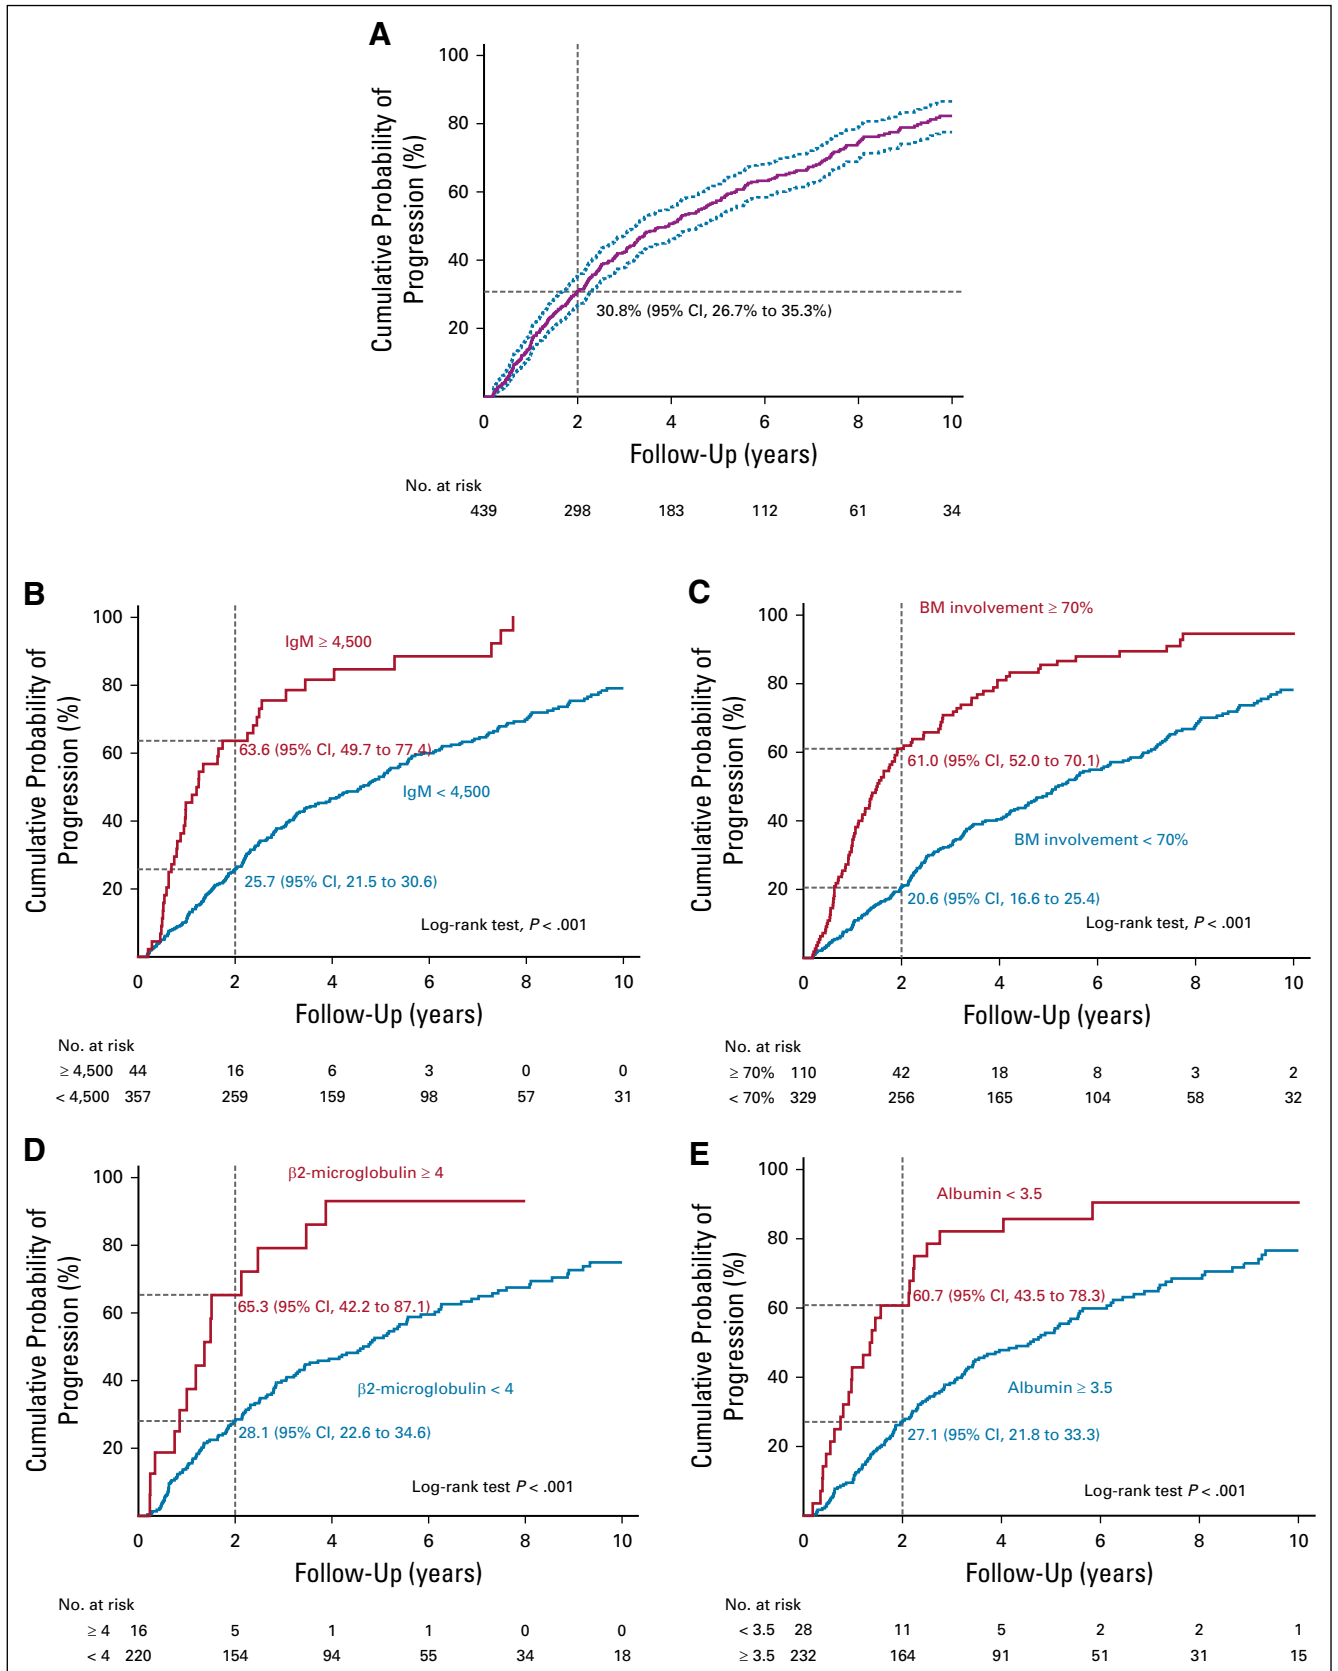 A
Cumulative Probability of
Progression (%)
100
80
60
40
20
30.8% (95% CI, 26.7% to 35.3%)
0 2 4 6 8 10
Follow-Up (years)
No. at risk
439 298 183 112 61 34
B
Cumulative Probability of
Progression (%)
100
80
60
40
20
IgM ≥ 4,500
63.6 (95% CI, 49.7 to 77.4)
IgM < 4,500
25.7 (95% CI, 21.5 to 30.6)
Log-rank test, P < .001
0 2 4 6 8 10
Follow-Up (years)
No. at risk
≥ 4,500 44 16 6 3 0 0
< 4,500 357 259 159 98 57 31
C
Cumulative Probability of
Progression (%)
100
80
60
40
20
BM involvement ≥ 70%
61.0 (95% CI, 52.0 to 70.1)
BM involvement < 70%
20.6 (95% CI, 16.6 to 25.4)
Log-rank test, P < .001
0 2 4 6 8 10
Follow-Up (years)
No. at risk
≥ 70% 110 42 18 8 3 2
< 70% 329 256 165 104 58 32
D
Cumulative Probability of
Progression (%)
100
80
60
40
20
β2-microglobulin ≥ 4
65.3 (95% CI, 42.2 to 87.1)
β2-microglobulin < 4
28.1 (95% CI, 22.6 to 34.6)
Log-rank test P < .001
0 2 4 6 8 10
Follow-Up (years)
No. at risk
≥ 4 16 5 1 1 0 0
< 4 220 154 94 55 34 18
E
Cumulative Probability of
Progression (%)
100
80
60
40
20
Albumin < 3.5
60.7 (95% CI, 43.5 to 78.3)
Albumin ≥ 3.5
27.1 (95% CI, 21.8 to 33.3)
Log-rank test P < .001
0 2 4 6 8 10
Follow-Up (years)
No. at risk
< 3.5 28 11 5 2 2 1
≥ 3.5 232 164 91 51 31 15